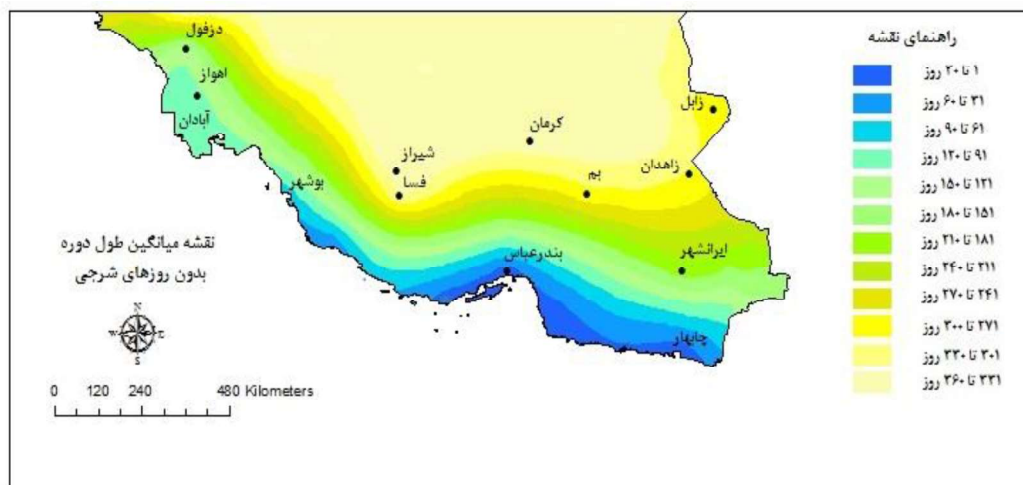 راهنمای نقشه
۱ تا ۳۰ روز
۳۱ تا ۶۰ روز
۶۱ تا ۹۰ روز
۹۱ تا ۱۲۰ روز
۱۲۱ تا ۱۵۰ روز
۱۵۱ تا ۱۸۰ روز
۱۸۱ تا ۲۱۰ روز
۲۱۱ تا ۲۴۰ روز
۲۴۱ تا ۲۷۰ روز
۲۷۱ تا ۳۰۰ روز
۳۰۱ تا ۳۳۰ روز
۳۳۱ تا ۳۶۰ روز
دزفول
اهواز
آبادان
زابل
کرمان
شیراز
زاهدان
فسا
بم
بوشهر
ایرانشهر
بندرعباس
چابهار
نقشه میانگین طول دوره
بدون روزهای شرجی
N
W
E
S
0 120 240 480 Kilometers